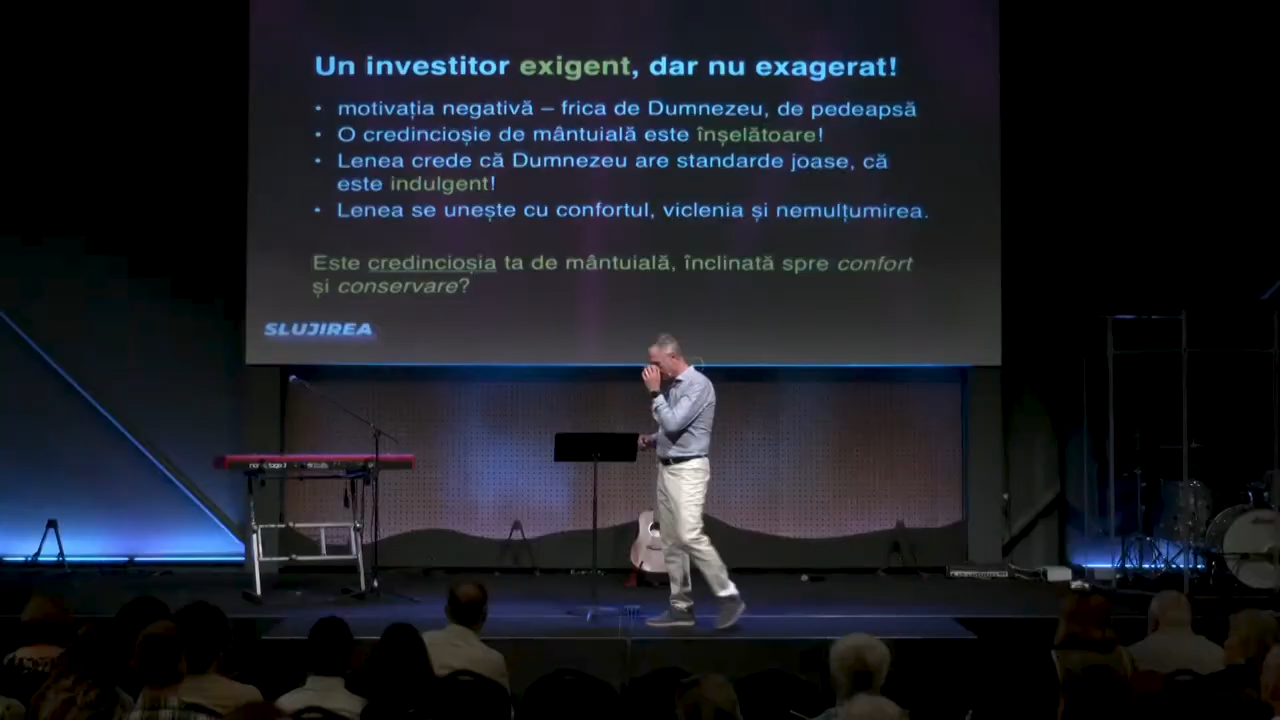 Un investitor exigent, dar nu exagerat!
• motivația negativă – frica de Dumnezeu, de pedeapsă
• O credincioșie de mântuială este înșelătoare!
• Lenea crede că Dumnezeu are standarde joase, că
este indulgent!
• Lenea se unește cu confortul, viclenia și nemulțumirea.
Este credincioșia ta de mântuială, înclinată spre confort
și conservare?
SLUJIREA